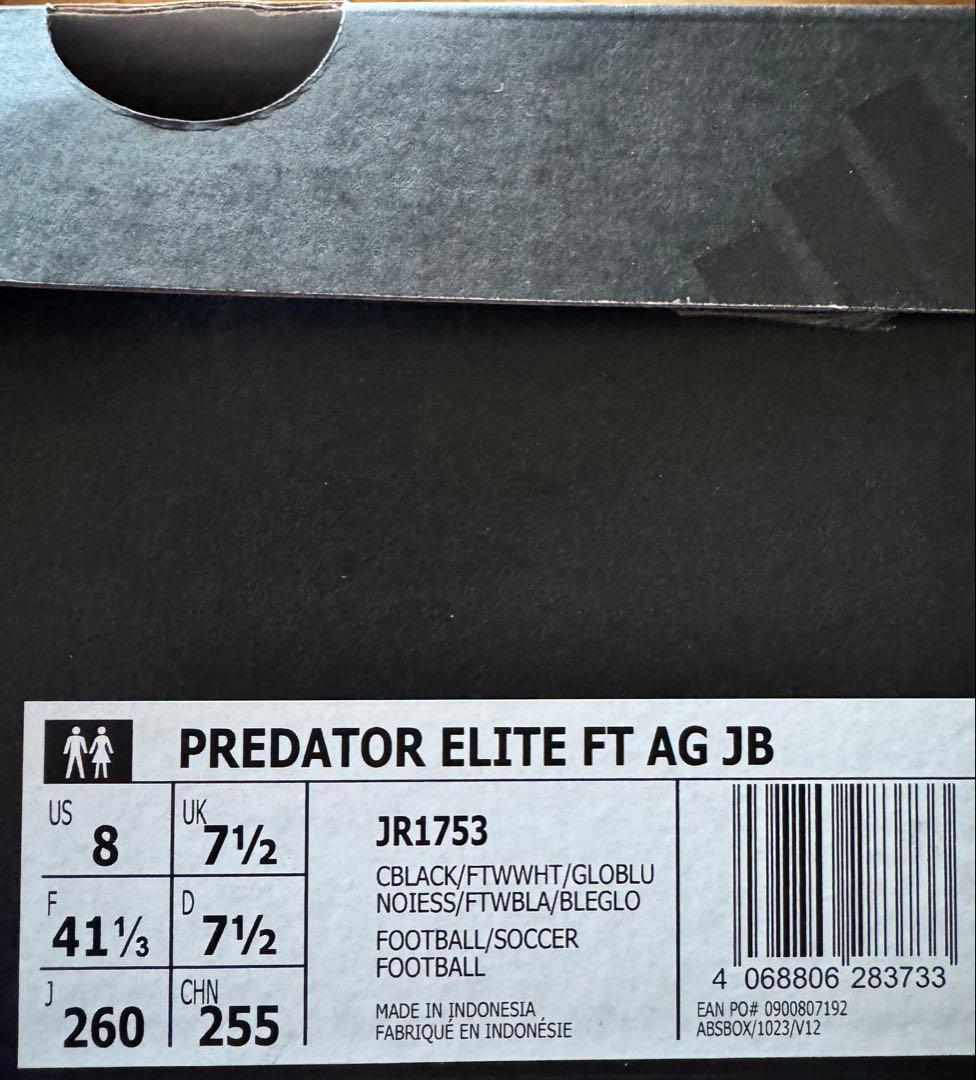 PREDATOR ELITE FT AG JB
US 8
UK 7½
F 41⅓
D 7½
J 260
CHN 255
JR1753
CBLACK/FTWWHT/GLOBLU
NOIESS/FTWBLA/BLEGLO
FOOTBALL/SOCCER
FOOTBALL
MADE IN INDONESIA
FABRIQUÉ EN INDONÉSIE
4 068806 283733
EAN PO# 0900807192
ABSBOX/1023/V12